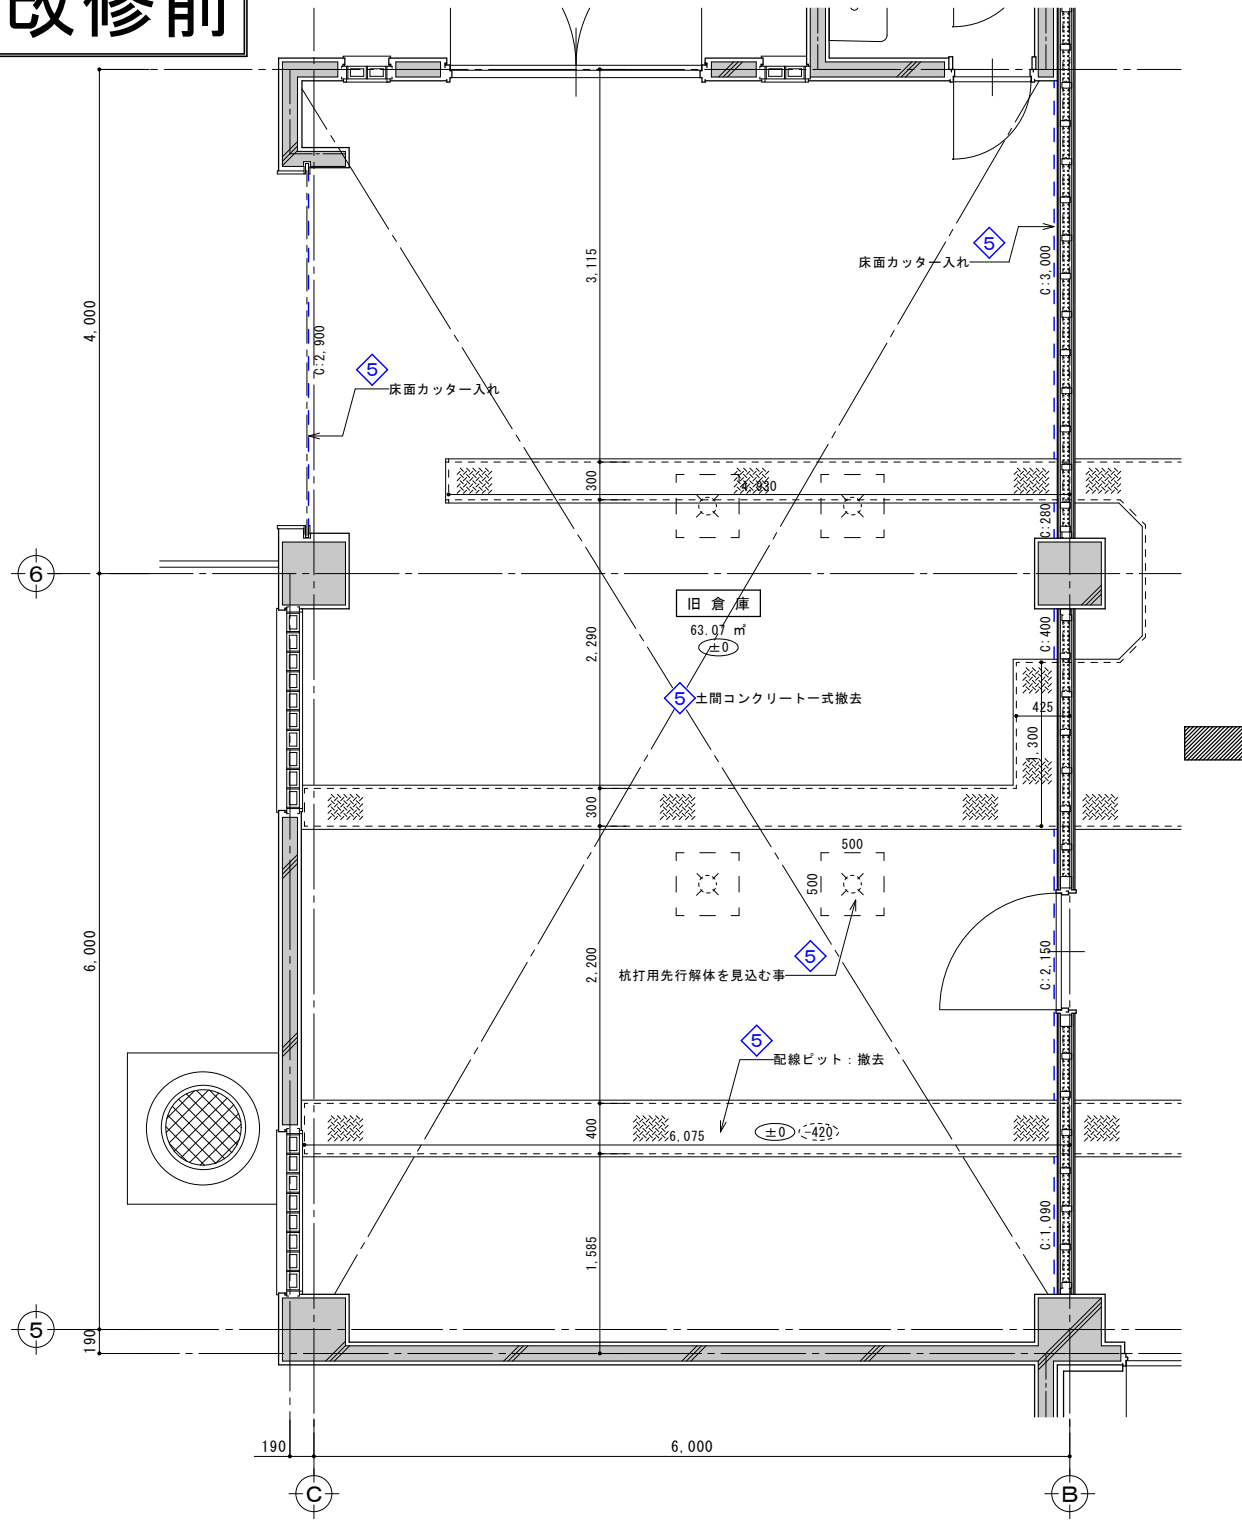 改修前
3,115
5
床面カッター入れ
C:3,000
4,000
C:2,900
5
床面カッター入れ
300
4,930
C:280
6
旧倉庫
63.07 ㎡
±0
2,290
C:400
5
土間コンクリート一式撤去
425
300
500
500
6,000
2,200
5
杭打用先行解体を見込む事
C:2,150
5
配線ピット：撤去
400
6,075
±0
-420
C:1,090
1,585
5
190
190
6,000
C
B